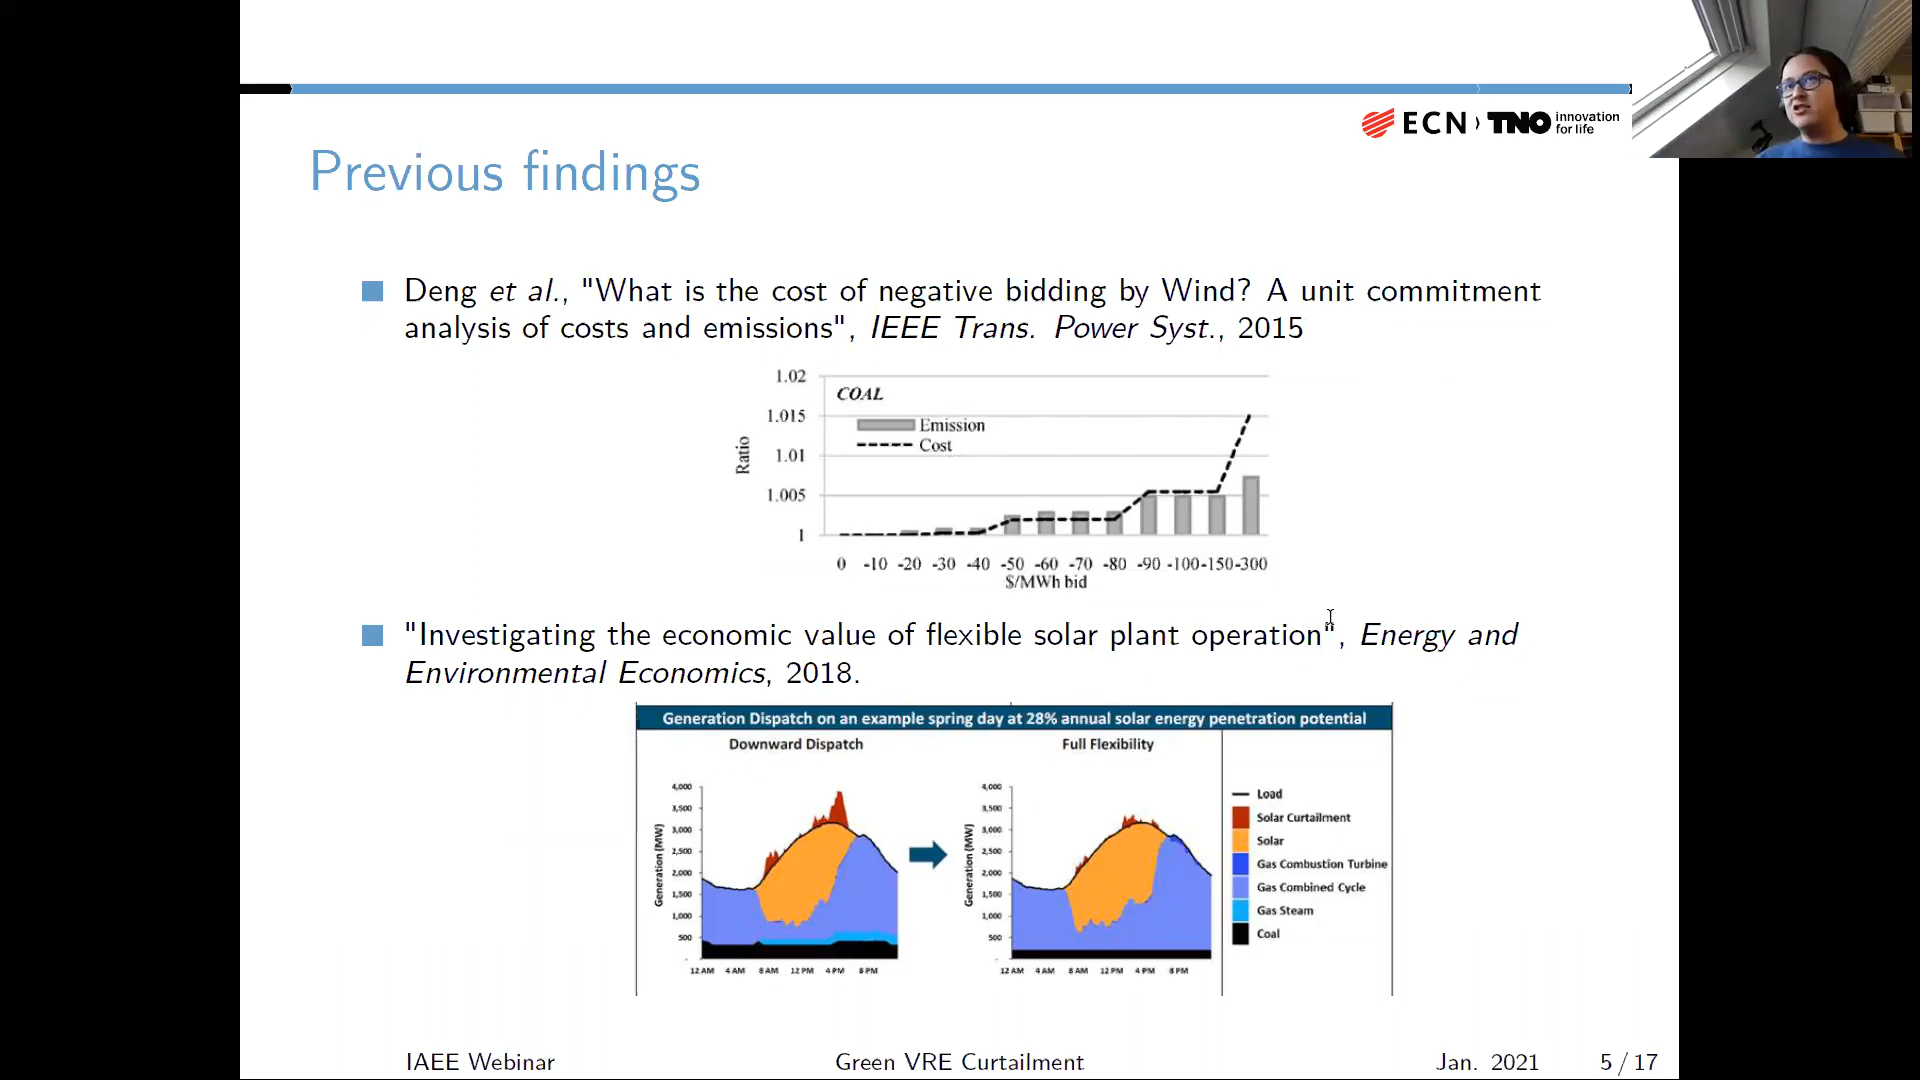 ECN › TNO innovation for life
Previous findings
Deng et al., "What is the cost of negative bidding by Wind? A unit commitment
analysis of costs and emissions", IEEE Trans. Power Syst., 2015
1.02
1.015
1.01
1.005
1
Ratio
COAL
Emission
Cost
0 -10 -20 -30 -40 -50 -60 -70 -80 -90 -100 -150 -300
$/MWh bid
"Investigating the economic value of flexible solar plant operation", Energy and
Environmental Economics, 2018.
Generation Dispatch on an example spring day at 28% annual solar energy penetration potential
Downward Dispatch
Generation (MW)
4,000
3,500
3,000
2,500
2,000
1,500
1,000
500
-
12 AM 4 AM 8 AM 12 PM 4 PM 8 PM
Full Flexibility
Generation (MW)
4,000
3,500
3,000
2,500
2,000
1,500
1,000
500
-
12 AM 4 AM 8 AM 12 PM 4 PM 8 PM
Load
Solar Curtailment
Solar
Gas Combustion Turbine
Gas Combined Cycle
Gas Steam
Coal
IAEE Webinar
Green VRE Curtailment
Jan. 2021
5 / 17